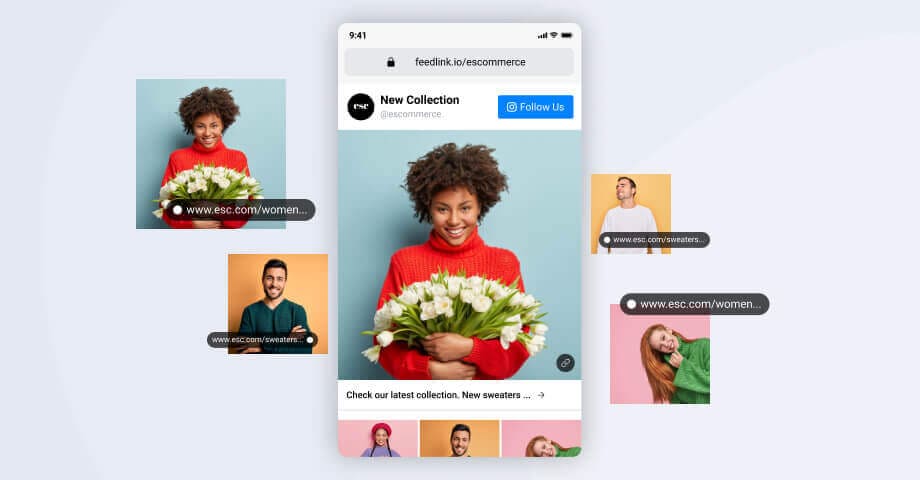 9:41
feedlink.io/escommerce
esc
New Collection
@escommerce
Follow Us
www.esc.com/women...
www.esc.com/sweaters...
www.esc.com/sweaters...
www.esc.com/women...
Check our latest collection. New sweaters ...